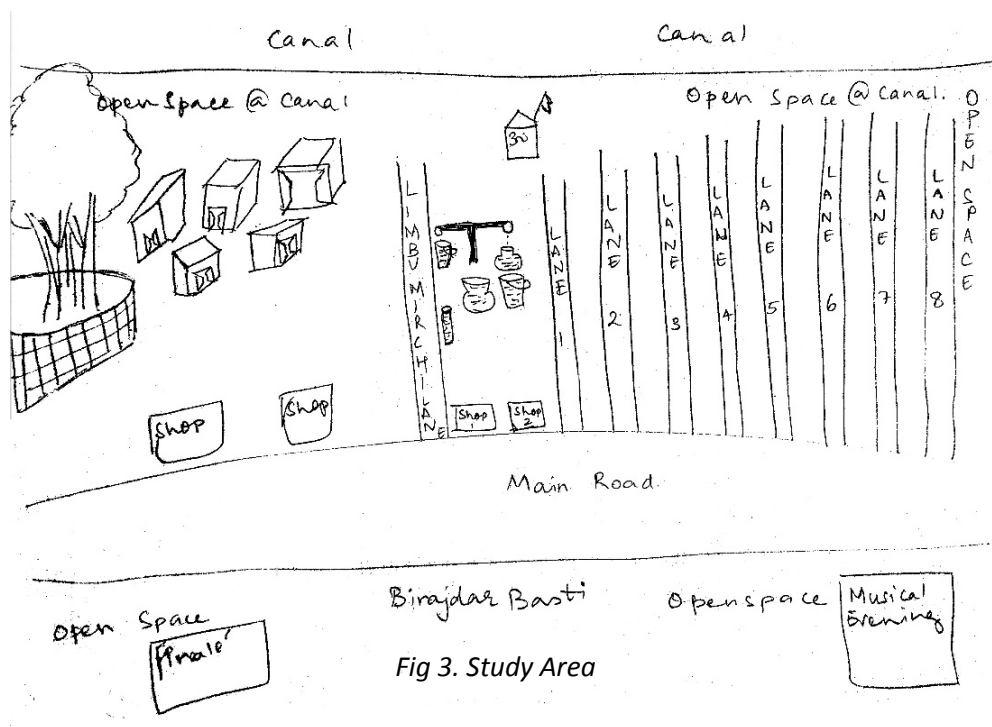 Canal
Canal
Open Space @ Canal
Open Space @ Canal.
OPEN SPACE
LIMBU MIRCHI LANE
LANE 1
LANE 2
LANE 3
LANE 4
LANE 5
LANE 6
LANE 7
LANE 8
Shop
Shop
Shop 1
Shop 2
Main Road.
Birajdar Basti
Open Space
'Finale'
Openspace
Musical
Evening
Fig 3. Study Area